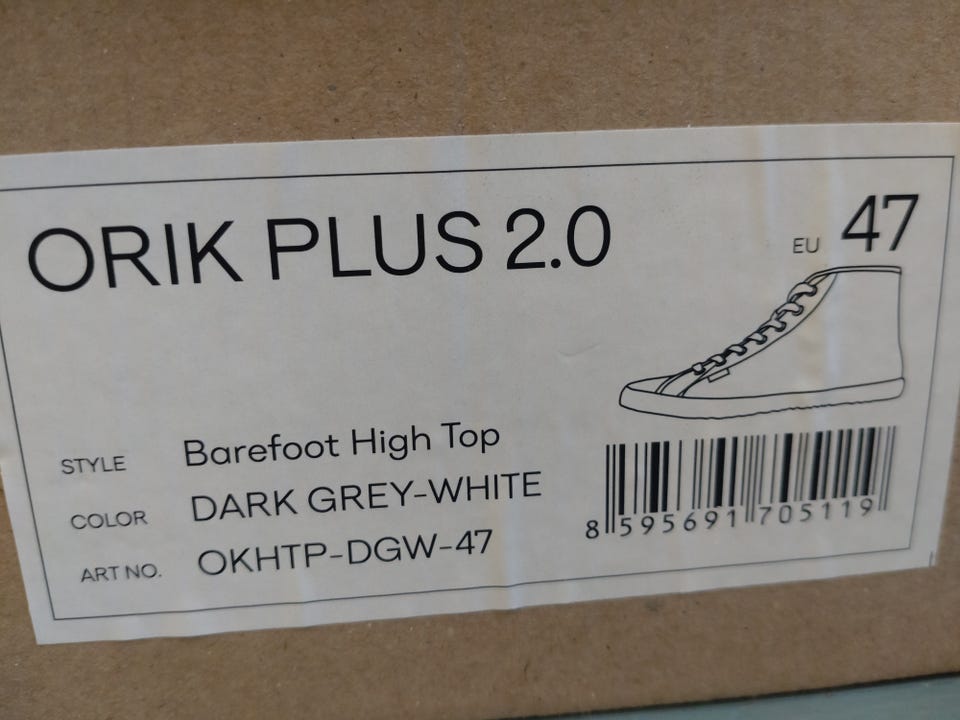 ORIK PLUS 2.0
EU 47
STYLE Barefoot High Top
COLOR DARK GREY-WHITE
ART NO. OKHTP-DGW-47
8 595691 705119